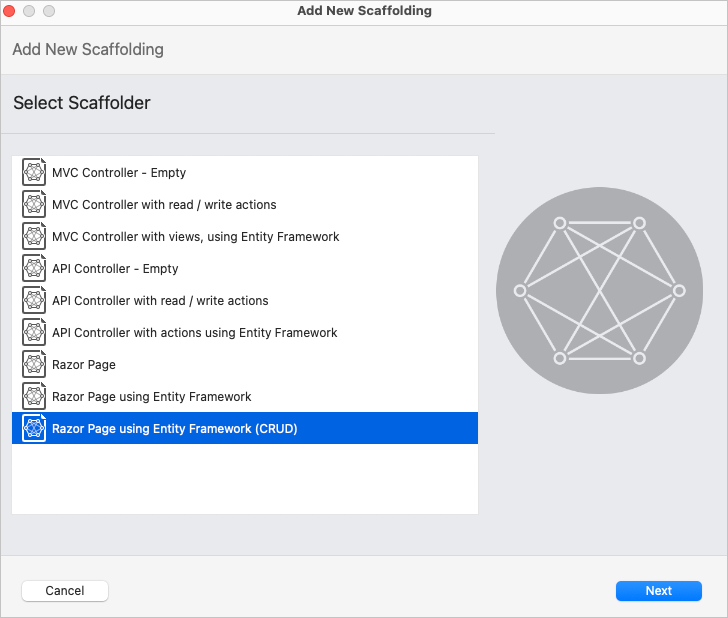 Add New Scaffolding
Add New Scaffolding
Select Scaffolder
MVC Controller - Empty
MVC Controller with read / write actions
MVC Controller with views, using Entity Framework
API Controller - Empty
API Controller with read / write actions
API Controller with actions using Entity Framework
Razor Page
Razor Page using Entity Framework
Razor Page using Entity Framework (CRUD)
Cancel
Next